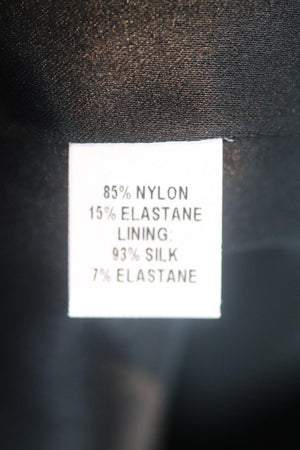 85% NYLON
15% ELASTANE
LINING:
93% SILK
7% ELASTANE